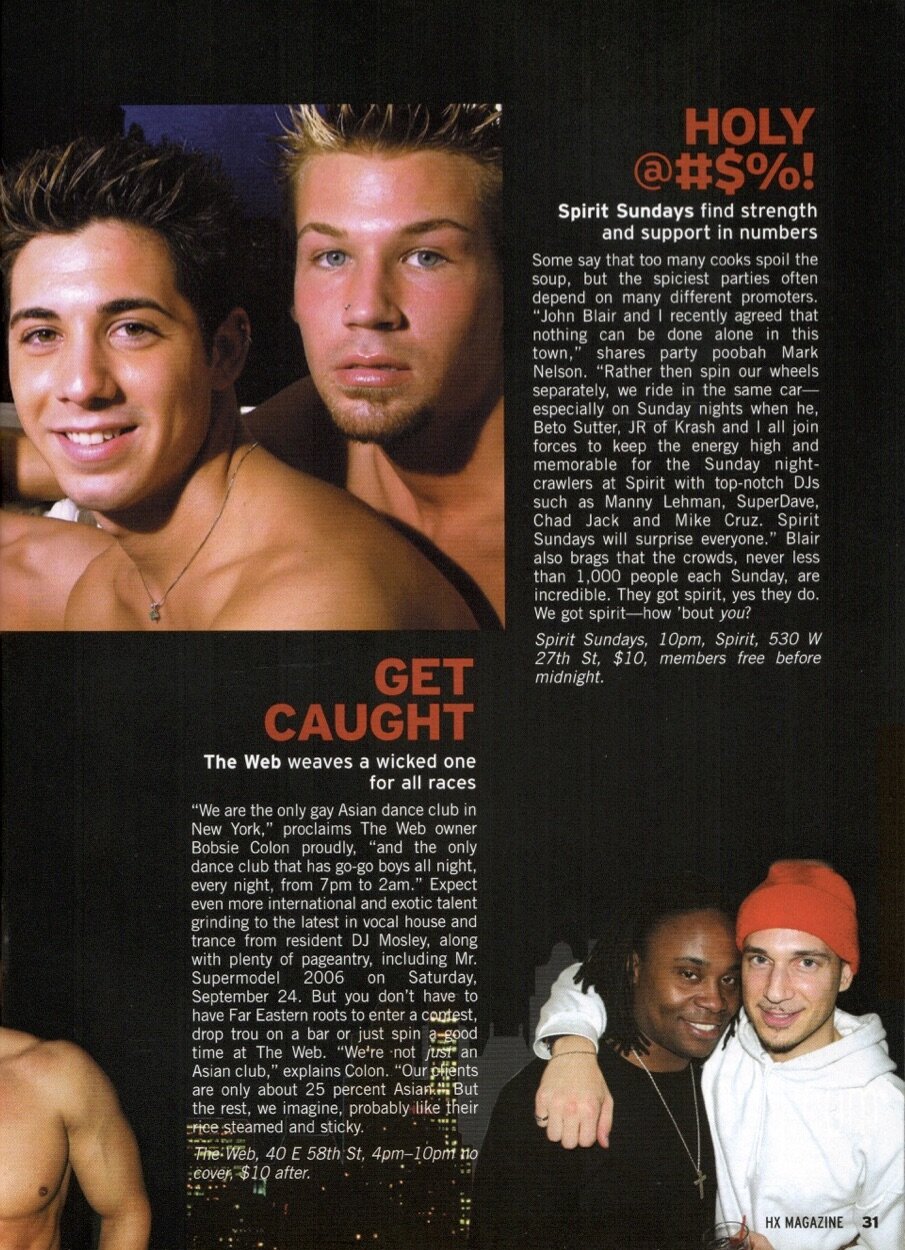 HOLY
@#$%!
Spirit Sundays find strength
and support in numbers
Some say that too many cooks spoil the
soup, but the spiciest parties often
depend on many different promoters.
“John Blair and I recently agreed that
nothing can be done alone in this
town,” shares party poobah Mark
Nelson. “Rather then spin our wheels
separately, we ride in the same car—
especially on Sunday nights when he,
Beto Sutter, JR of Krash and I all join
forces to keep the energy high and
memorable for the Sunday night-
crawlers at Spirit with top-notch DJs
such as Manny Lehman, SuperDave,
Chad Jack and Mike Cruz. Spirit
Sundays will surprise everyone.” Blair
also brags that the crowds, never less
than 1,000 people each Sunday, are
incredible. They got spirit, yes they do.
We got spirit—how ’bout you?
Spirit Sundays, 10pm, Spirit, 530 W
27th St, $10, members free before
midnight.
GET
CAUGHT
The Web weaves a wicked one
for all races
“We are the only gay Asian dance club in
New York,” proclaims The Web owner
Bobsie Colon proudly, “and the only
dance club that has go-go boys all night,
every night, from 7pm to 2am.” Expect
even more international and exotic talent
grinding to the latest in vocal house and
trance from resident DJ Mosley, along
with plenty of pageantry, including Mr.
Supermodel 2006 on Saturday,
September 24. But you don’t have to
have Far Eastern roots to enter a contest,
drop trou on a bar or just spin a good
time at The Web. “We’re not just an
Asian club,” explains Colon. “Our clients
are only about 25 percent Asian.” But
the rest, we imagine, probably like their
rice steamed and sticky.
The Web, 40 E 58th St, 4pm–10pm no
cover, $10 after.
HX MAGAZINE 31